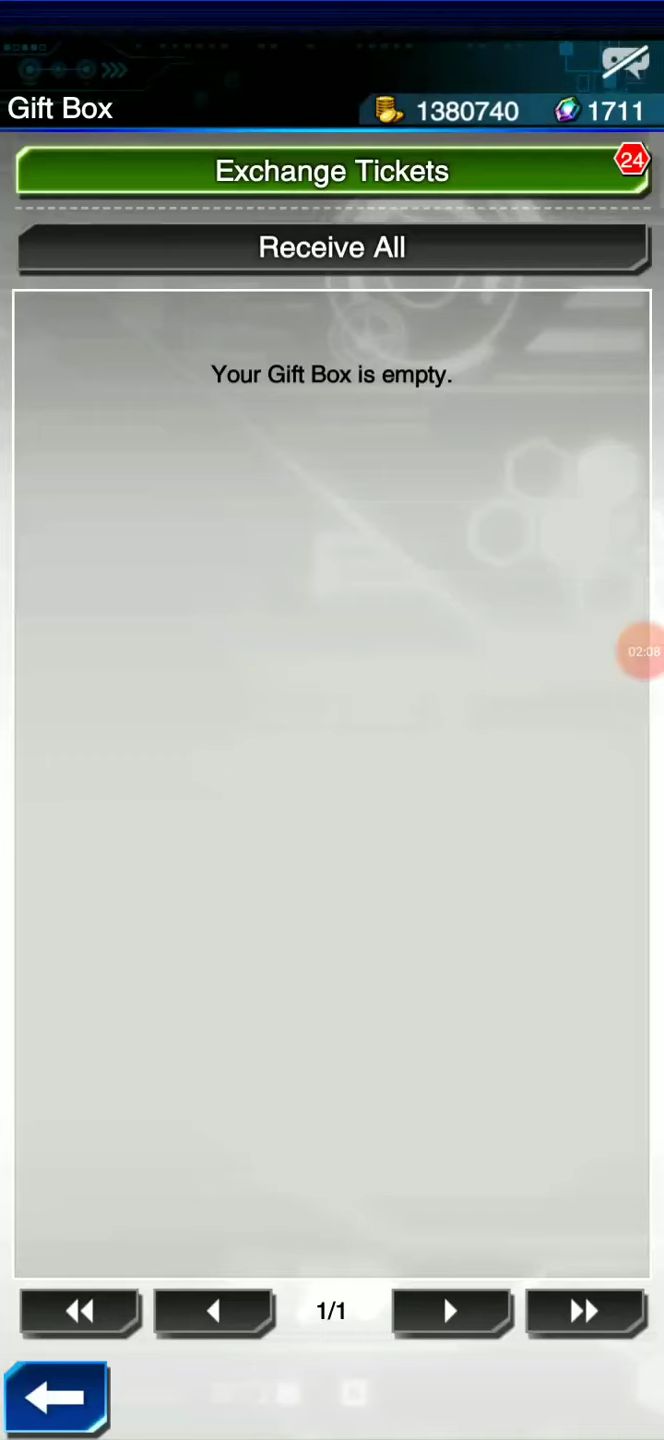 Gift Box
1380740
1711
Exchange Tickets
24
Receive All
Your Gift Box is empty.
02:08
1/1